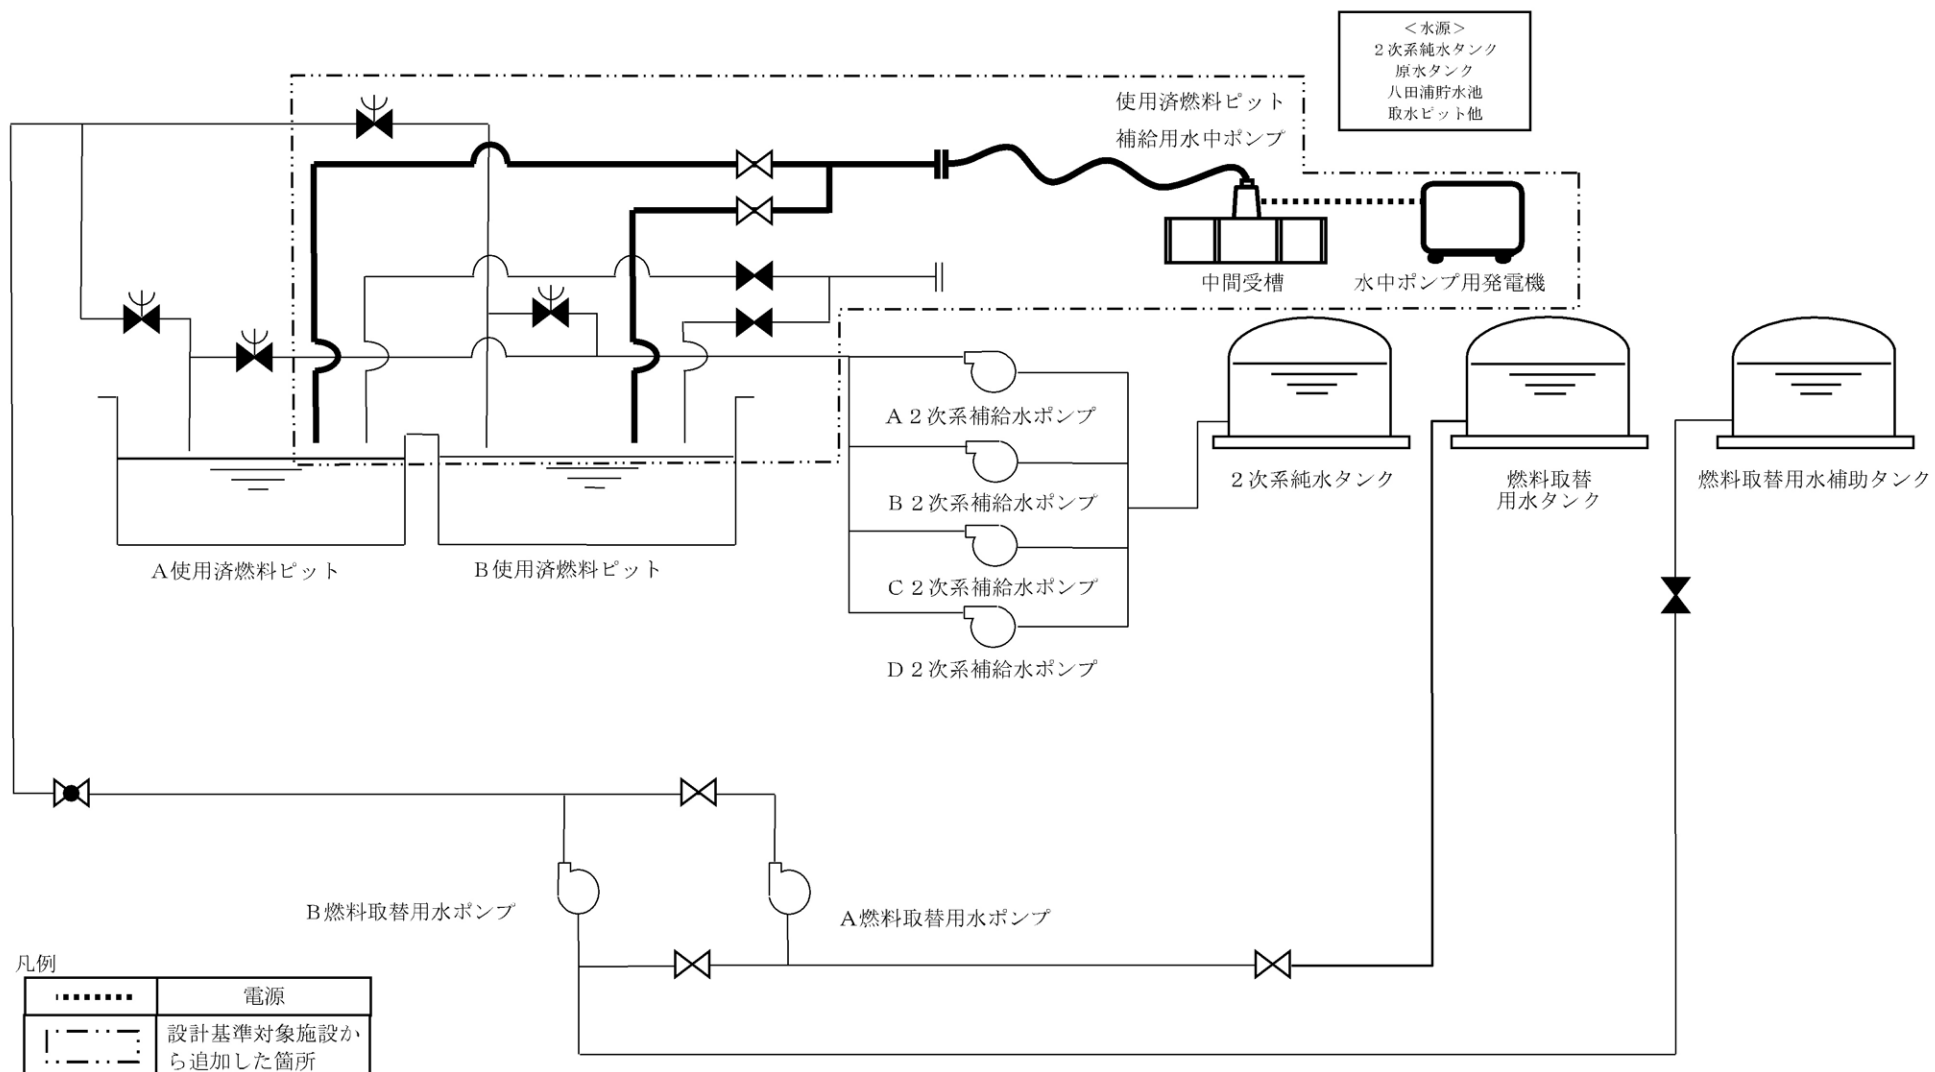 ＜水源＞
２次系純水タンク
原水タンク
八田浦貯水池
取水ピット他
使用済燃料ピット
補給用水中ポンプ
中間受槽
水中ポンプ用発電機
Ａ２次系補給水ポンプ
Ｂ２次系補給水ポンプ
Ｃ２次系補給水ポンプ
Ｄ２次系補給水ポンプ
２次系純水タンク
燃料取替
用水タンク
燃料取替用水補助タンク
Ａ使用済燃料ピット
Ｂ使用済燃料ピット
Ｂ燃料取替用水ポンプ
Ａ燃料取替用水ポンプ
凡例
電源
設計基準対象施設か
ら追加した箇所